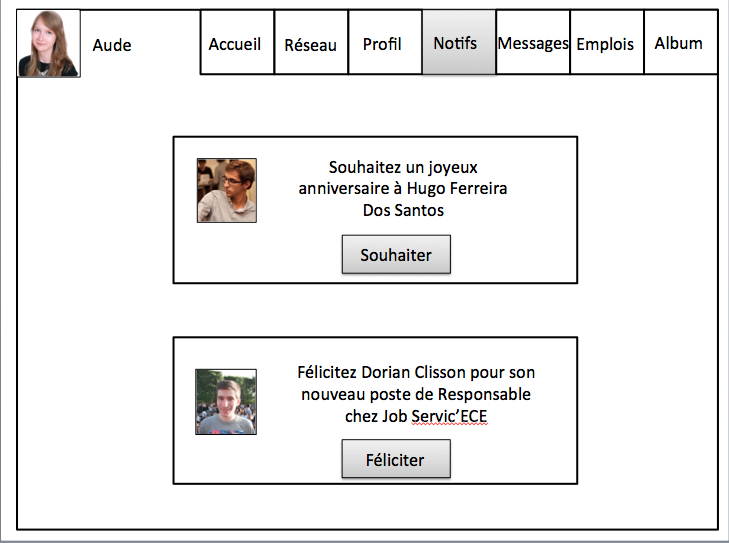 Aude
Accueil
Réseau
Profil
Notifs
Messages
Emplois
Album
Souhaitez un joyeux
anniversaire à Hugo Ferreira
Dos Santos
Souhaiter
Félicitez Dorian Clisson pour son
nouveau poste de Responsable
chez Job Servic’ECE
Féliciter